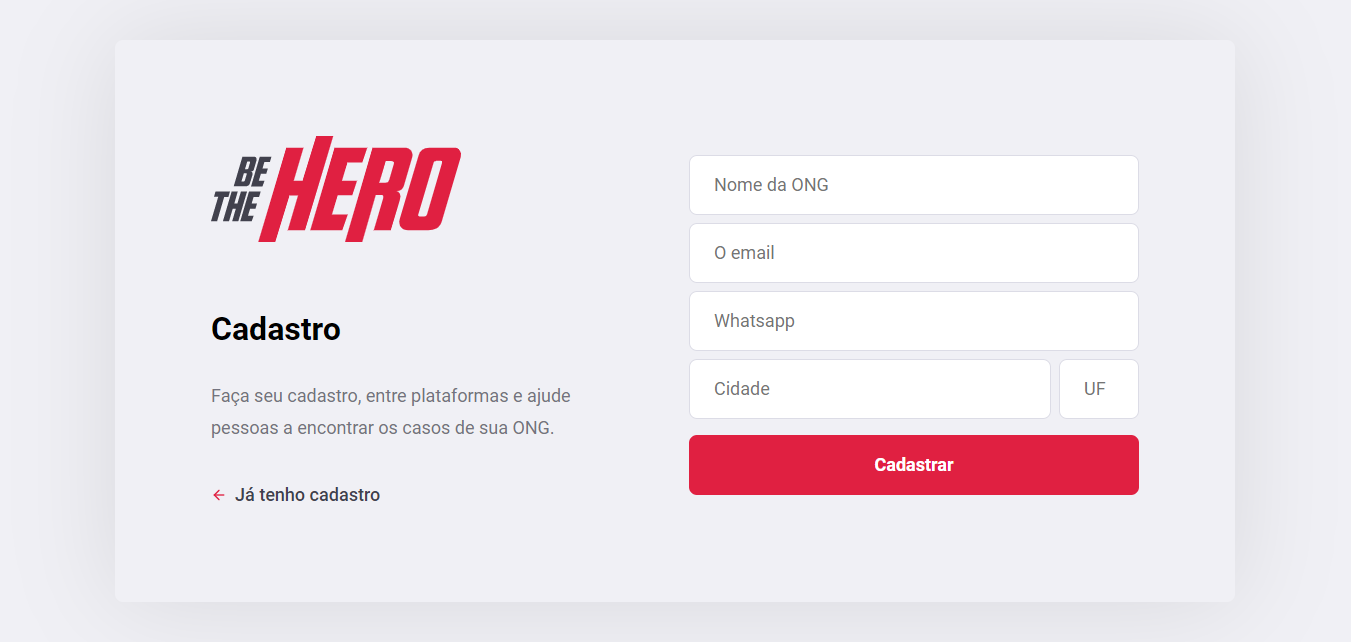 BE
THE HERO
Cadastro
Faça seu cadastro, entre plataformas e ajude
pessoas a encontrar os casos de sua ONG.
Já tenho cadastro
Nome da ONG
O email
Whatsapp
Cidade
UF
Cadastrar